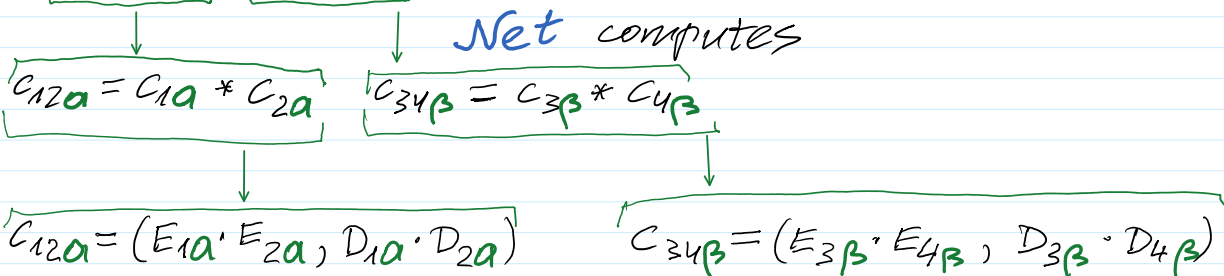 Net computes
C12a = C1a * C2a C34β = C3β * C4β
C12a = (E1a · E2a, D1a · D2a) C34β = (E3β · E4β, D3β · D4β)